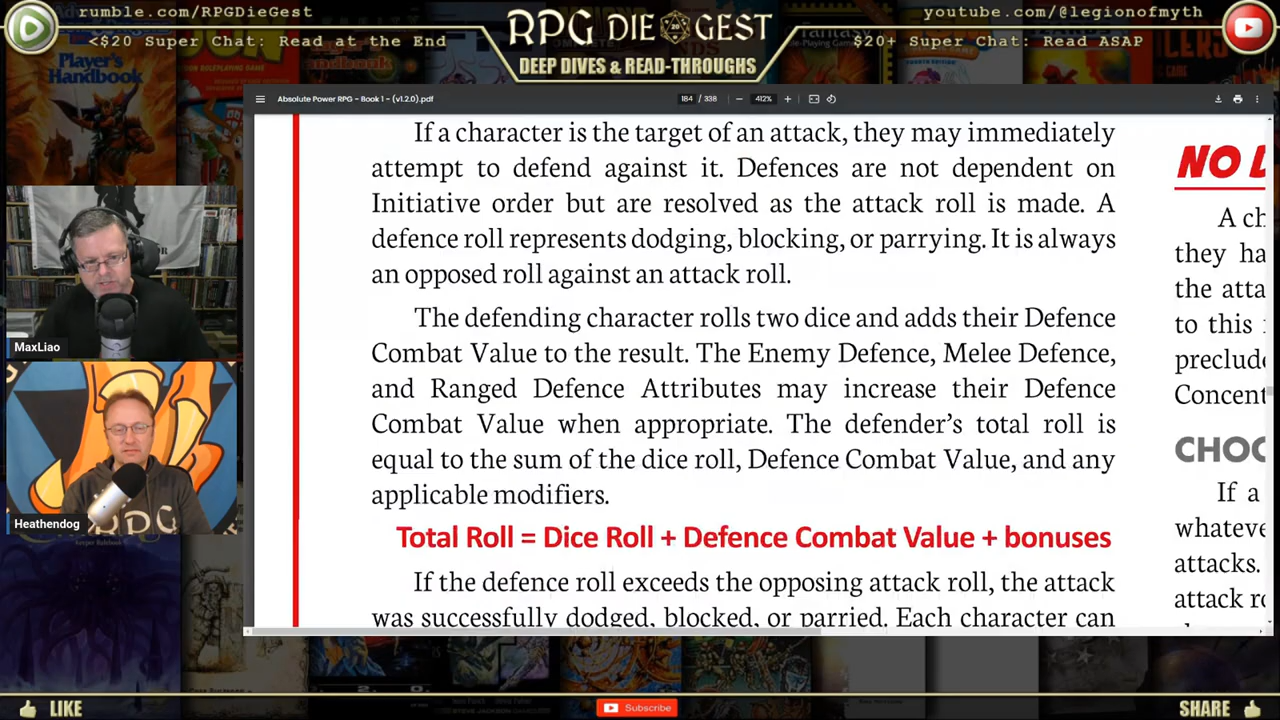 rumble.com/RPGDieGest
<$20 Super Chat: Read at the End
RPG DIE GEST
DEEP DIVES & READ-THROUGHS
youtube.com/@legionofmyth
$20+ Super Chat: Read ASAP
Player's
Handbook
Absolute Power RPG - Book 1 - (v1.2.0).pdf
184 / 338
412%
If a character is the target of an attack, they may immediately
attempt to defend against it. Defences are not dependent on
Initiative order but are resolved as the attack roll is made. A
defence roll represents dodging, blocking, or parrying. It is always
an opposed roll against an attack roll.
The defending character rolls two dice and adds their Defence
Combat Value to the result. The Enemy Defence, Melee Defence,
and Ranged Defence Attributes may increase their Defence
Combat Value when appropriate. The defender's total roll is
equal to the sum of the dice roll, Defence Combat Value, and any
applicable modifiers.
Total Roll = Dice Roll + Defence Combat Value + bonuses
If the defence roll exceeds the opposing attack roll, the attack
was successfully dodged, blocked, or parried. Each character can
NO
A ch
they ha
the atta
to this
preclude
Concent
CHO
If a
whateve
attacks.
attack ro
MaxLiao
Heathendog
LIKE
Subscribe
SHARE